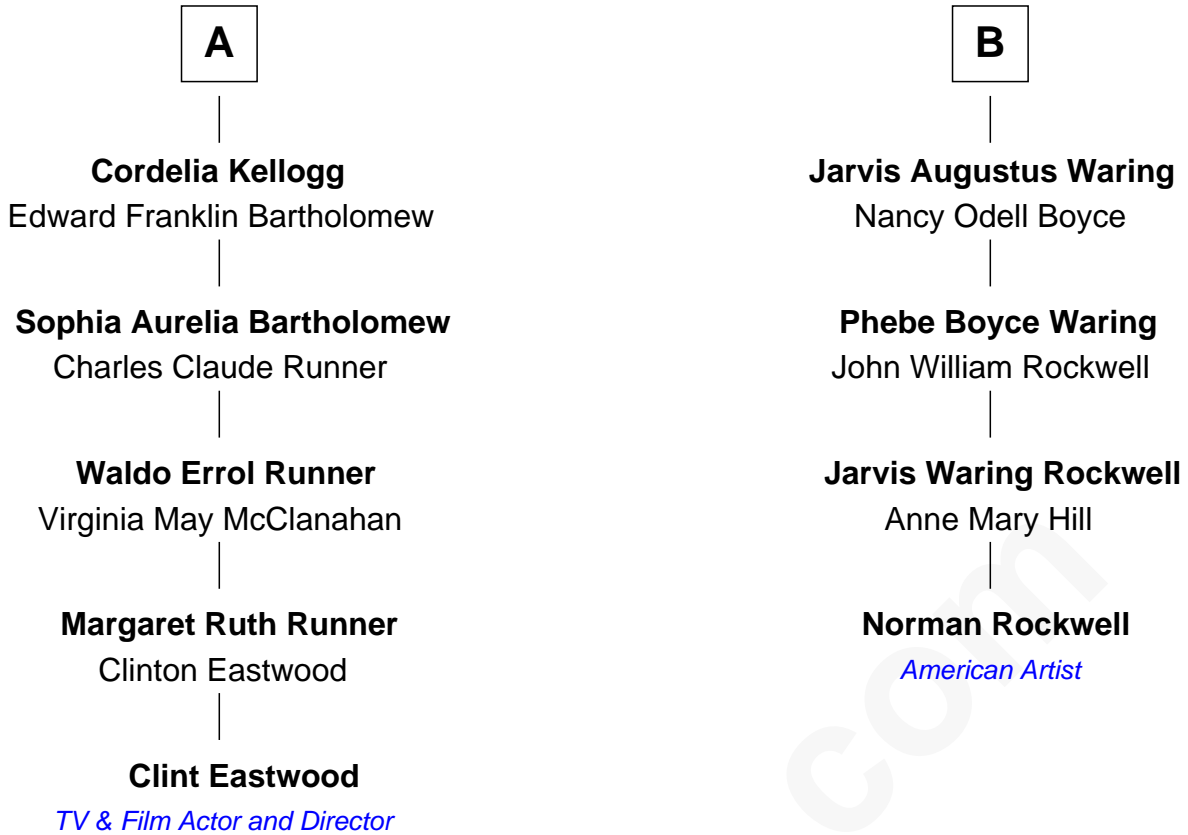 A
Cordelia Kellogg
Edward Franklin Bartholomew
Sophia Aurelia Bartholomew
Charles Claude Runner
Waldo Errol Runner
Virginia May McClanahan
Margaret Ruth Runner
Clinton Eastwood
Clint Eastwood
TV & Film Actor and Director
B
Jarvis Augustus Waring
Nancy Odell Boyce
Phebe Boyce Waring
John William Rockwell
Jarvis Waring Rockwell
Anne Mary Hill
Norman Rockwell
American Artist
com